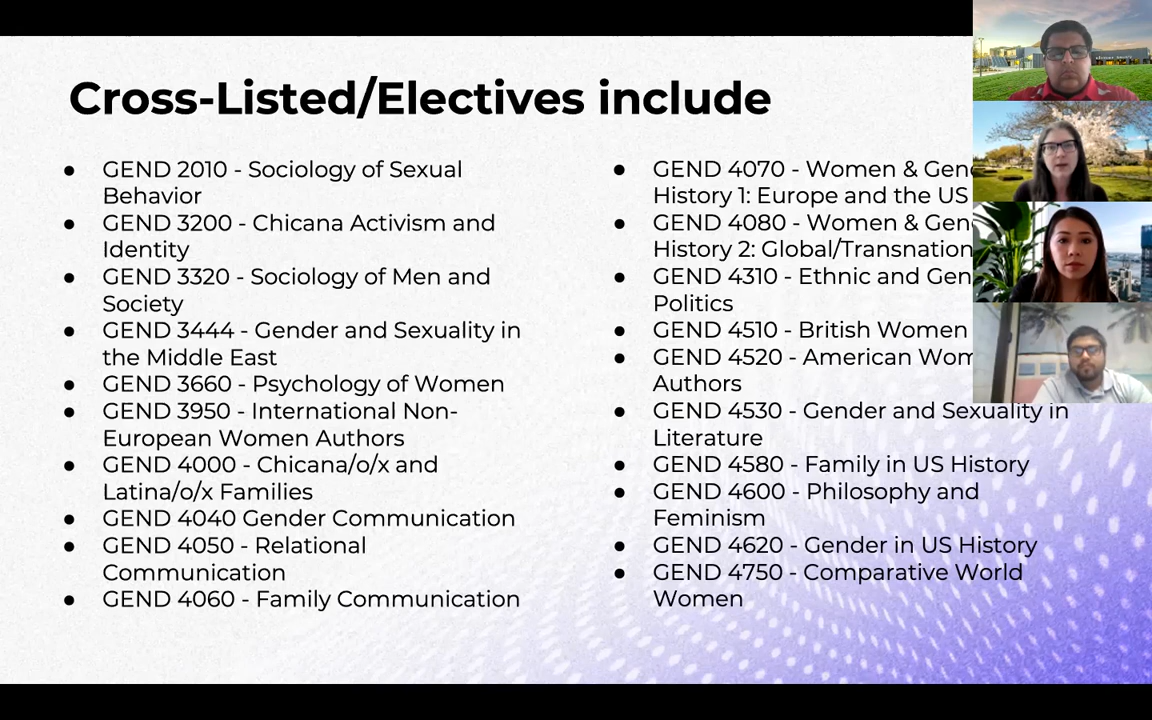 Cross-Listed/Electives include
● GEND 2010 - Sociology of Sexual
Behavior
● GEND 3200 - Chicana Activism and
Identity
● GEND 3320 - Sociology of Men and
Society
● GEND 3444 - Gender and Sexuality in
the Middle East
● GEND 3660 - Psychology of Women
● GEND 3950 - International Non-
European Women Authors
● GEND 4000 - Chicana/o/x and
Latina/o/x Families
● GEND 4040 Gender Communication
● GEND 4050 - Relational
Communication
● GEND 4060 - Family Communication
● GEND 4070 - Women & Gen
History 1: Europe and the US
● GEND 4080 - Women & Gen
History 2: Global/Transnation
● GEND 4310 - Ethnic and Gen
Politics
● GEND 4510 - British Women
● GEND 4520 - American Wom
Authors
● GEND 4530 - Gender and Sexuality in
Literature
● GEND 4580 - Family in US History
● GEND 4600 - Philosophy and
Feminism
● GEND 4620 - Gender in US History
● GEND 4750 - Comparative World
Women